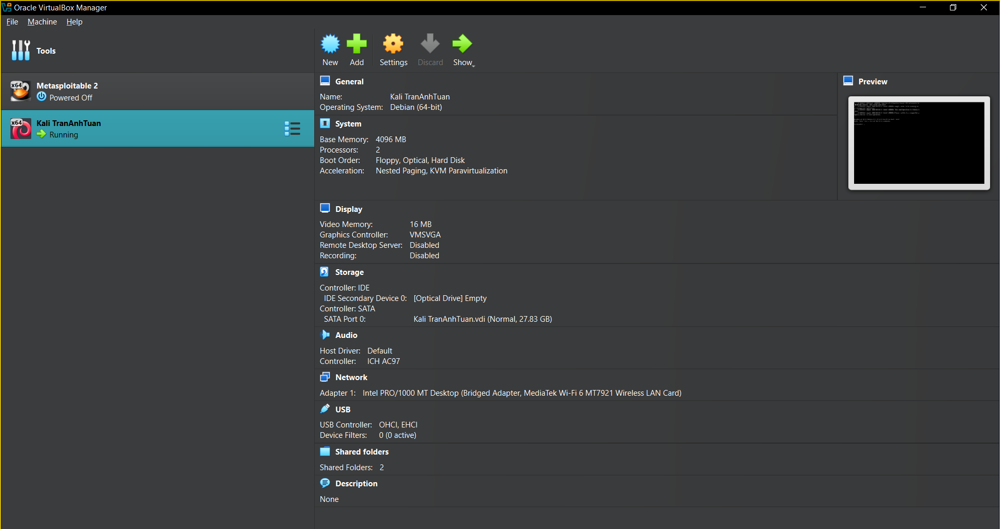 Oracle VirtualBox Manager
File Machine Help
Tools
New Add Settings Discard Show
x64 Metasploitable 2
Powered Off
x64 Kali TranAnhTuan
Running
General
Name: Kali TranAnhTuan
Operating System: Debian (64-bit)
Preview
System
Base Memory: 4096 MB
Processors: 2
Boot Order: Floppy, Optical, Hard Disk
Acceleration: Nested Paging, KVM Paravirtualization
Display
Video Memory: 16 MB
Graphics Controller: VMSVGA
Remote Desktop Server: Disabled
Recording: Disabled
Storage
Controller: IDE
IDE Secondary Device 0: [Optical Drive] Empty
Controller: SATA
SATA Port 0: Kali TranAnhTuan.vdi (Normal, 27.83 GB)
Audio
Host Driver: Default
Controller: ICH AC97
Network
Adapter 1: Intel PRO/1000 MT Desktop (Bridged Adapter, MediaTek Wi-Fi 6 MT7921 Wireless LAN Card)
USB
USB Controller: OHCI, EHCI
Device Filters: 0 (0 active)
Shared folders
Shared Folders: 2
Description
None